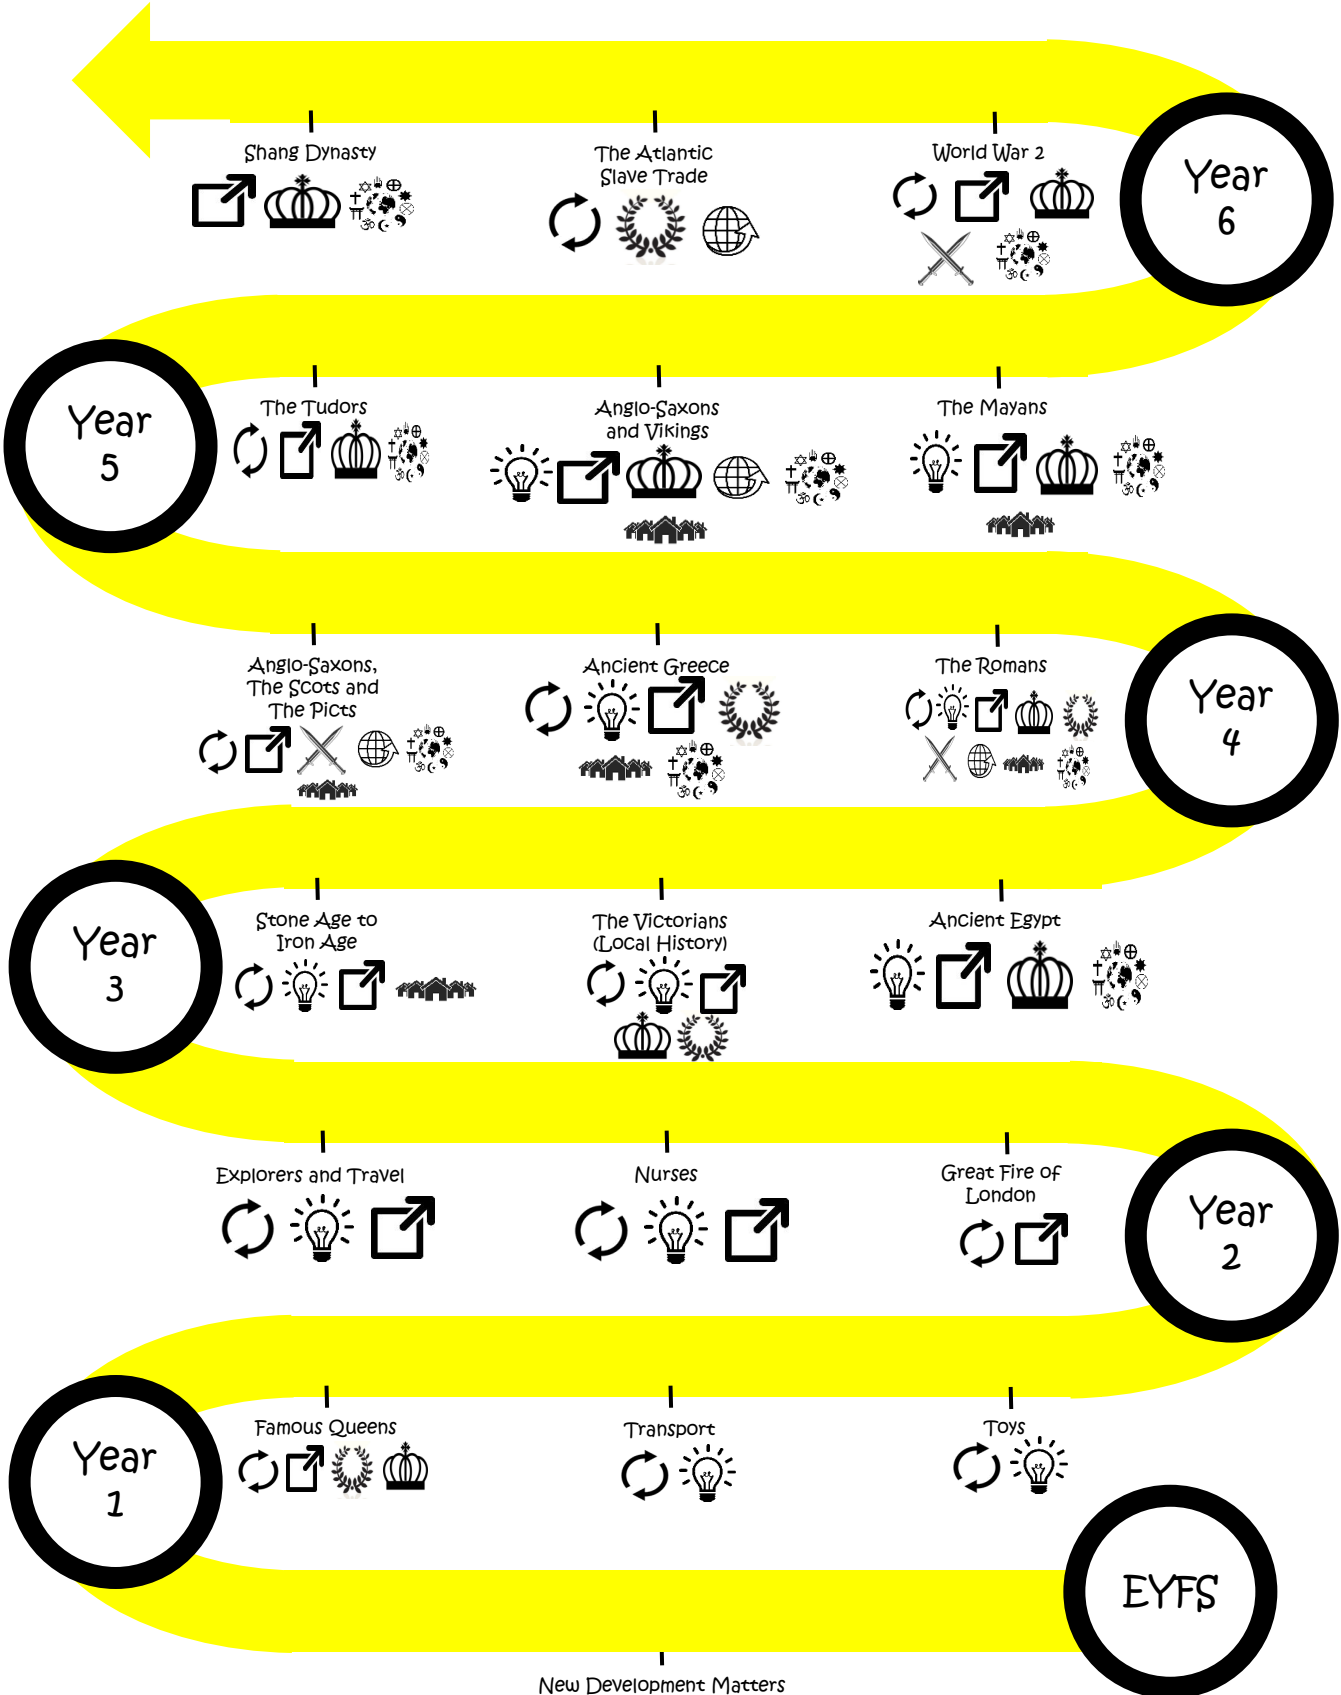 Shang Dynasty
The Atlantic
Slave Trade
World War 2
Year
6
Year
5
The Tudors
Anglo-Saxons
and Vikings
The Mayans
Anglo-Saxons,
The Scots and
The Picts
Ancient Greece
The Romans
Year
4
Year
3
Stone Age to
Iron Age
The Victorians
(Local History)
Ancient Egypt
Explorers and Travel
Nurses
Great Fire of
London
Year
2
Year
1
Famous Queens
Transport
Toys
EYFS
New Development Matters